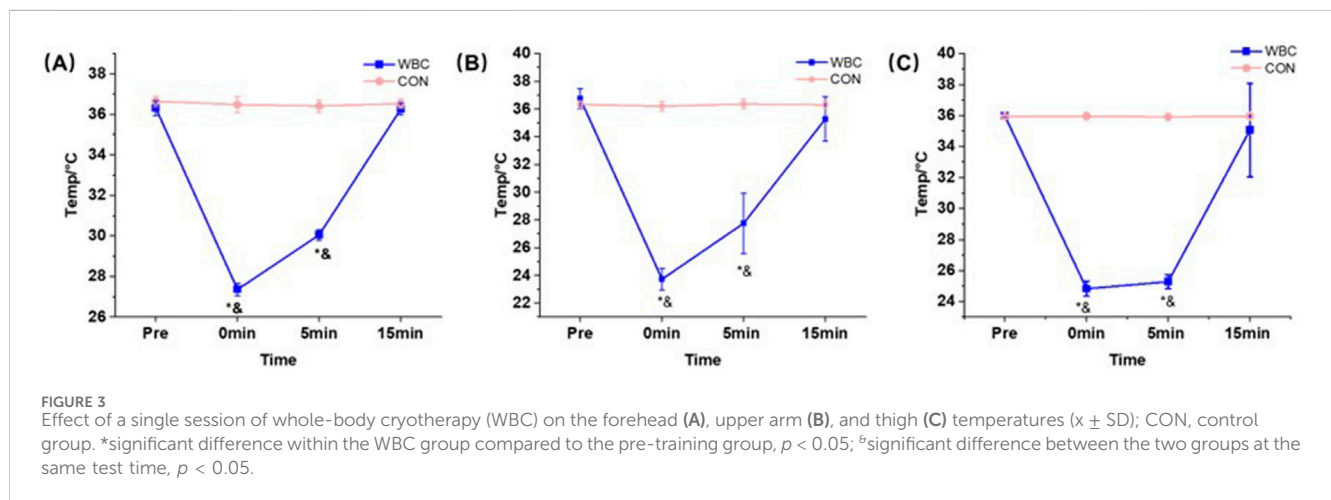 (A)
WBC
CON
38
36
34
32
30
28
26
Temp/°C
*&
*&
Pre 0min 5min 15min
Time
(B)
WBC
CON
40
38
36
34
32
30
28
26
24
22
Temp/°C
*&
*&
Pre 0min 5min 15min
Time
(C)
WBC
CON
40
38
36
34
32
30
28
26
24
Temp/°C
*&
*&
Pre 0min 5min 15min
Time
FIGURE 3
Effect of a single session of whole-body cryotherapy (WBC) on the forehead (A), upper arm (B), and thigh (C) temperatures (x ± SD); CON, control
group. *significant difference within the WBC group compared to the pre-training group, p < 0.05; &significant difference between the two groups at the
same test time, p < 0.05.